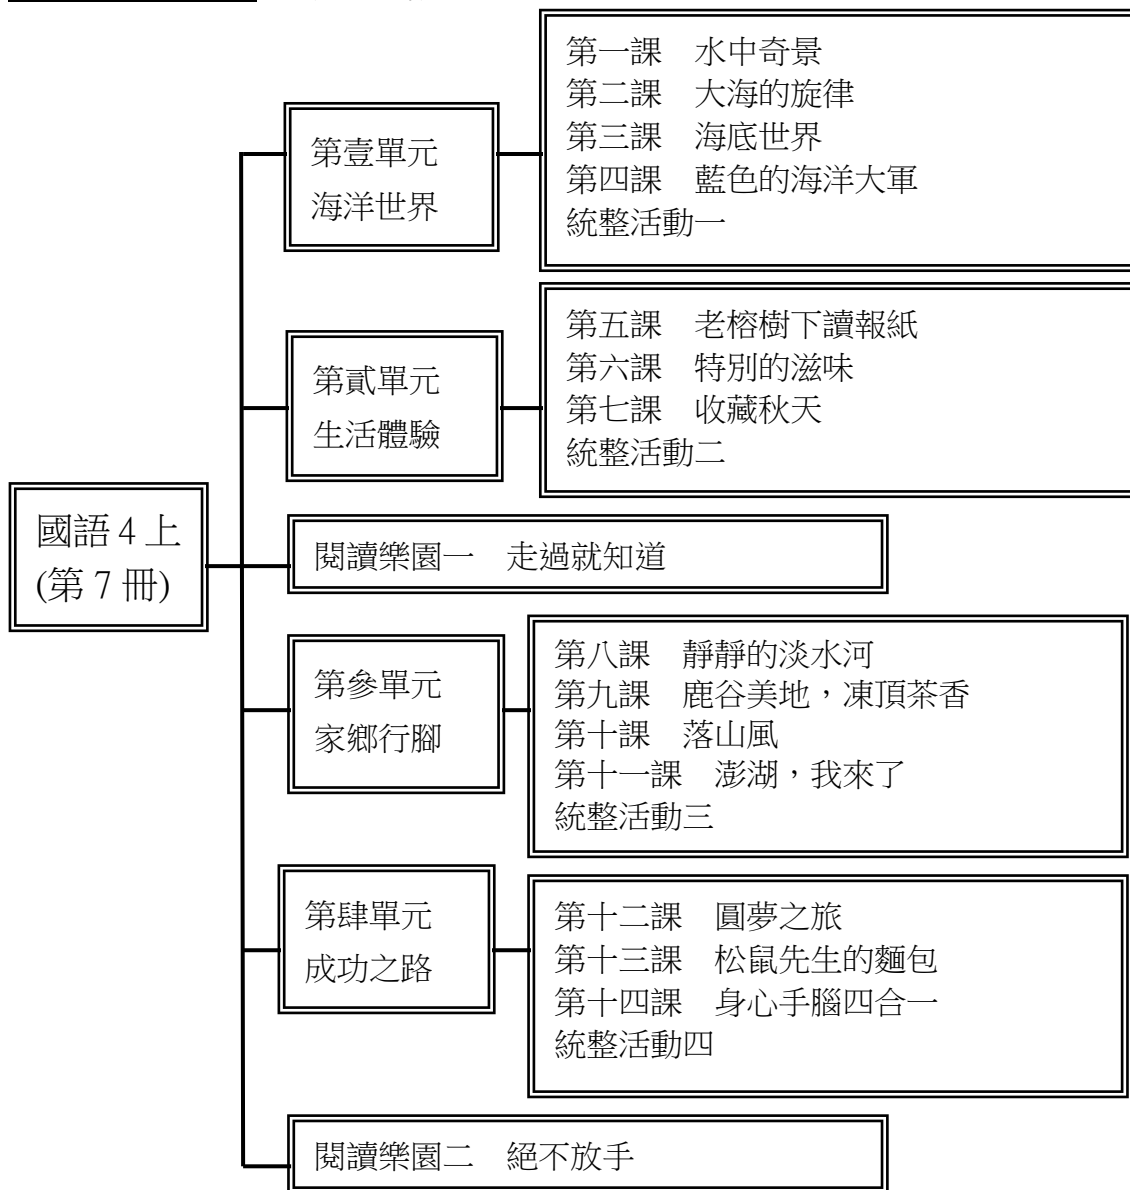 國語 4 上
(第 7 冊)
第壹單元
海洋世界
第一課　水中奇景
第二課　大海的旋律
第三課　海底世界
第四課　藍色的海洋大軍
統整活動一
第貳單元
生活體驗
第五課　老榕樹下讀報紙
第六課　特別的滋味
第七課　收藏秋天
統整活動二
閱讀樂園一　走過就知道
第參單元
家鄉行腳
第八課　靜靜的淡水河
第九課　鹿谷美地，凍頂茶香
第十課　落山風
第十一課　澎湖，我來了
統整活動三
第肆單元
成功之路
第十二課　圓夢之旅
第十三課　松鼠先生的麵包
第十四課　身心手腦四合一
統整活動四
閱讀樂園二　絕不放手